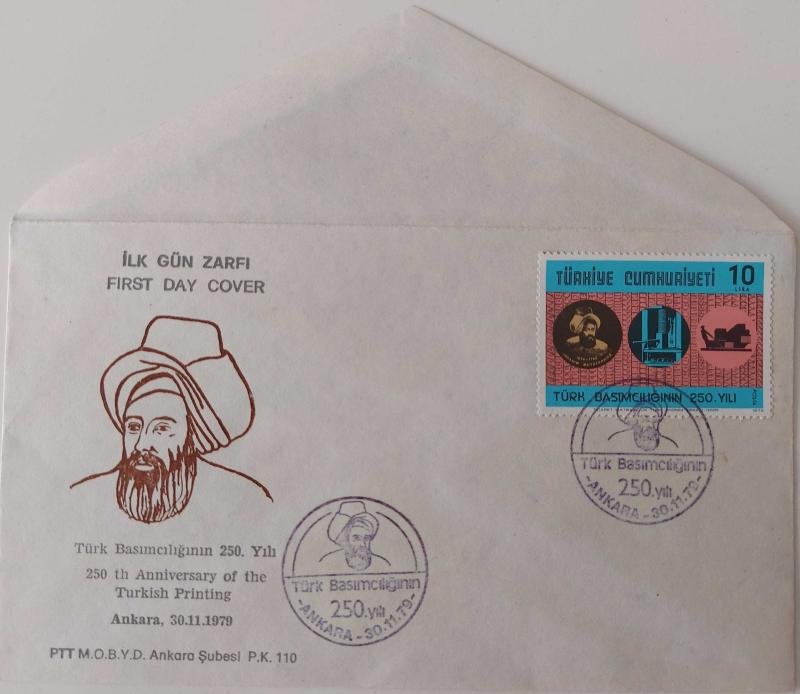 İLK GÜN ZARFI
FIRST DAY COVER
TÜRKİYE CUMHURİYETİ 10
LİRA
TÜRK BASIMCILIĞININ 250. YILI
POSTA
1979
Türk Basımcılığının
250.yılı
-ANKARA-30.11.79-
Türk Basımcılığının 250. Yılı
250 th Anniversary of the
Turkish Printing
Ankara, 30.11.1979
Türk Basımcılığının
250.yılı
-ANKARA-30.11.79-
PTT M.O.B.Y.D. Ankara Şubesi P.K. 110